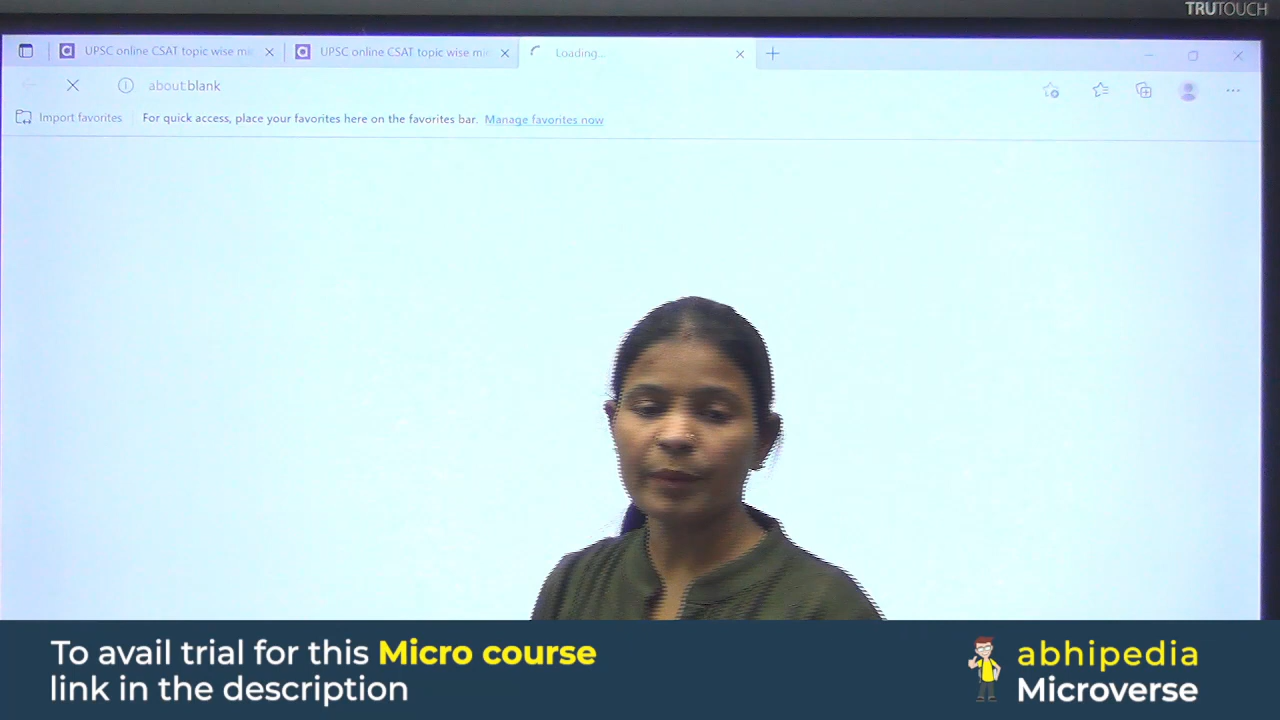 TRUTOUCH
UPSC online CSAT topic wise mi
UPSC online CSAT topic wise mi
Loading...
about:blank
Import favorites
For quick access, place your favorites here on the favorites bar. Manage favorites now
To avail trial for this Micro course
link in the description
abhipedia
Microverse